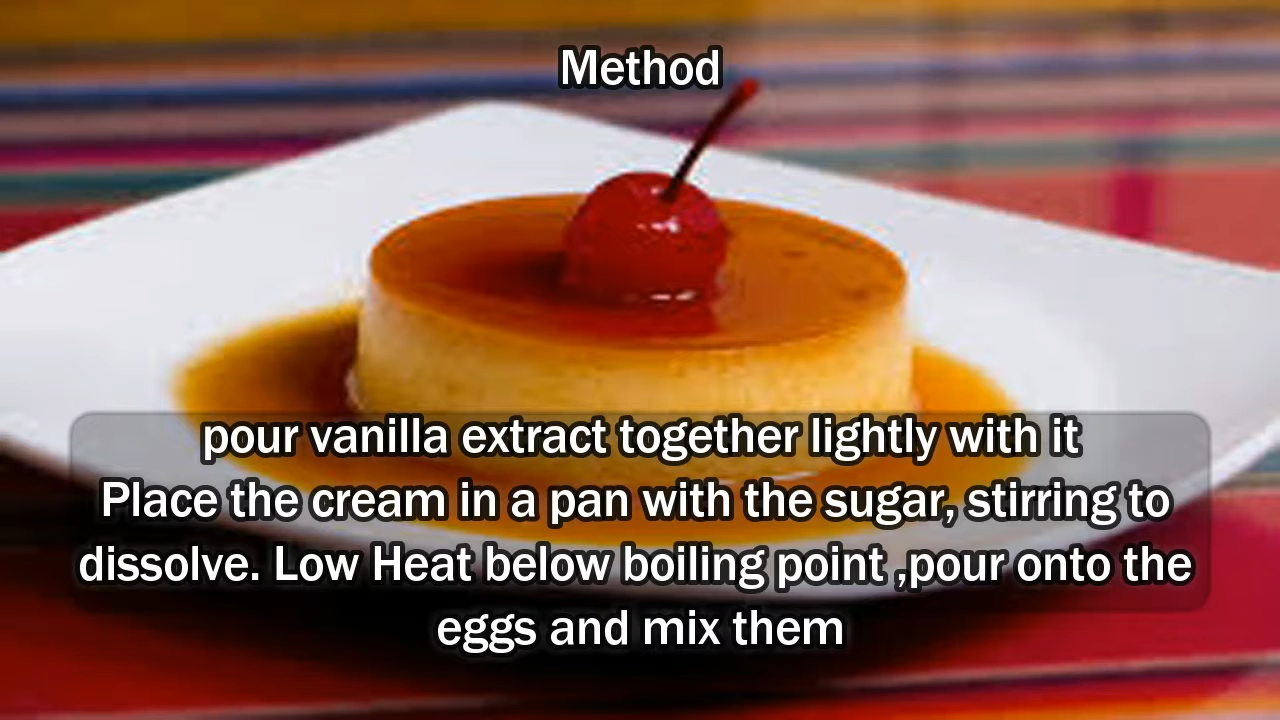 Method
pour vanilla extract together lightly with it
Place the cream in a pan with the sugar, stirring to
dissolve. Low Heat below boiling point ,pour onto the
eggs and mix them